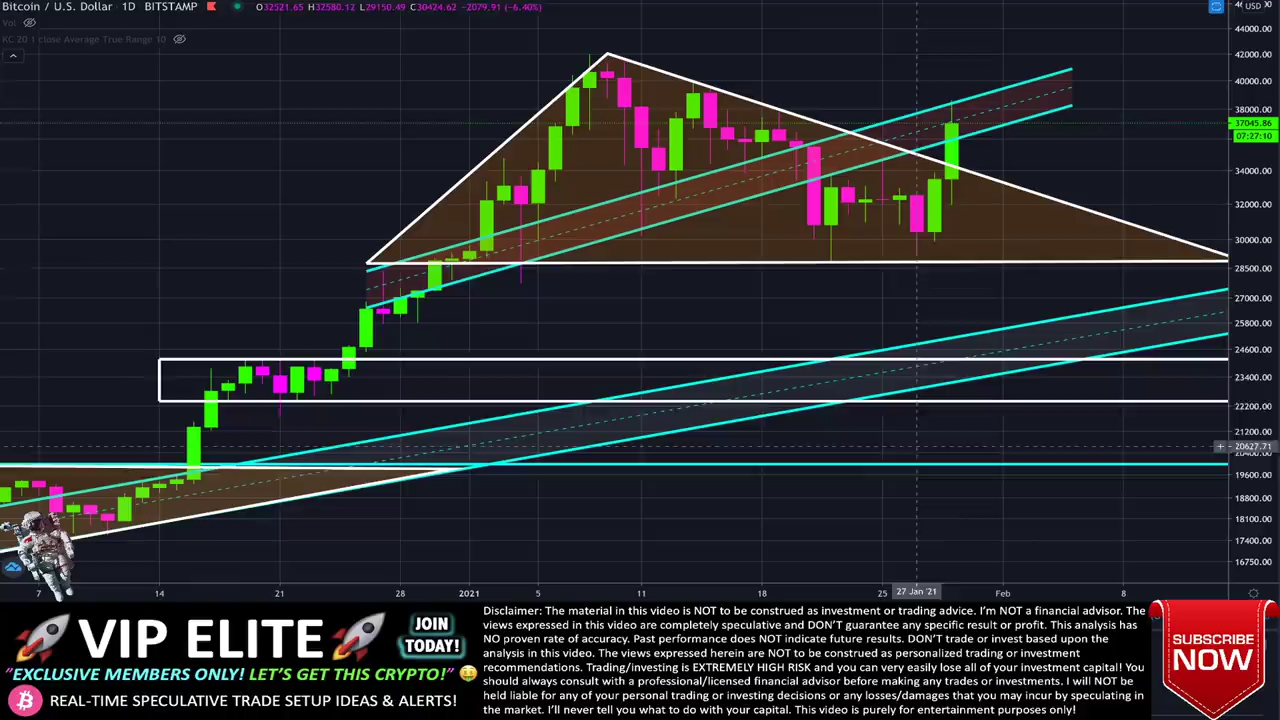 Bitcoin / U.S. Dollar 1D BITSTAMP O32521.65 H32580.12 L29150.49 C30424.62 -2079.91 (-6.40%)
Vol
KC 20 1 close Average True Range 10
USD
42000.00
40000.00
38000.00
37045.86
07:27:10
34000.00
32000.00
30000.00
28500.00
27000.00
25800.00
24600.00
23400.00
22200.00
21200.00
20627.71
19600.00
18800.00
18100.00
17400.00
16750.00
7 14 21 28 2021 5 11 18 25 27 Jan '21 Feb 8
VIP ELITE
JOIN
TODAY!
"EXCLUSIVE MEMBERS ONLY! LET'S GET THIS CRYPTO!"
REAL-TIME SPECULATIVE TRADE SETUP IDEAS & ALERTS!
Disclaimer: The material in this video is NOT to be construed as investment or trading advice. I'm NOT a financial advisor. The
views expressed in this video are completely speculative and DON'T guarantee any specific result or profit. This analysis has
NO proven rate of accuracy. Past performance does NOT indicate future results. DON'T trade or invest based upon the
analysis in this video. The views expressed herein are NOT to be construed as personalized trading or investment
recommendations. Trading/investing is EXTREMELY HIGH RISK and you can very easily lose all of your investment capital! You
should always consult with a professional/licensed financial advisor before making any trades or investments. I will NOT be
held liable for any of your personal trading or investing decisions or any losses/damages that you may incur by speculating in
the market. I'll never tell you what to do with your capital. This video is purely for entertainment purposes only!
SUBSCRIBE
NOW